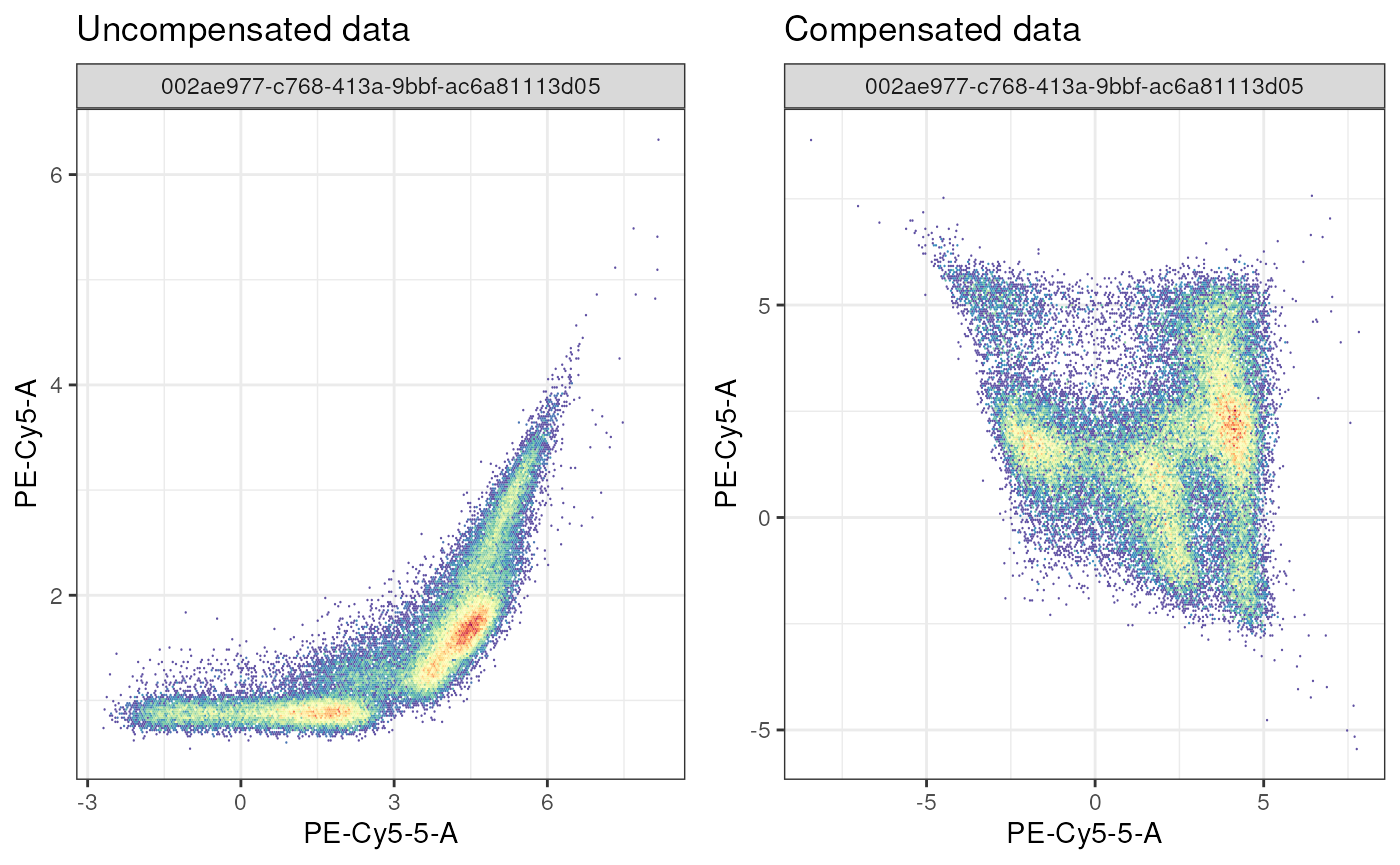 Uncompensated data
002ae977-c768-413a-9bbf-ac6a81113d05
6
4
2
PE-Cy5-A
-3
0
3
6
PE-Cy5-5-A
Compensated data
002ae977-c768-413a-9bbf-ac6a81113d05
5
0
-5
PE-Cy5-A
-5
0
5
PE-Cy5-5-A